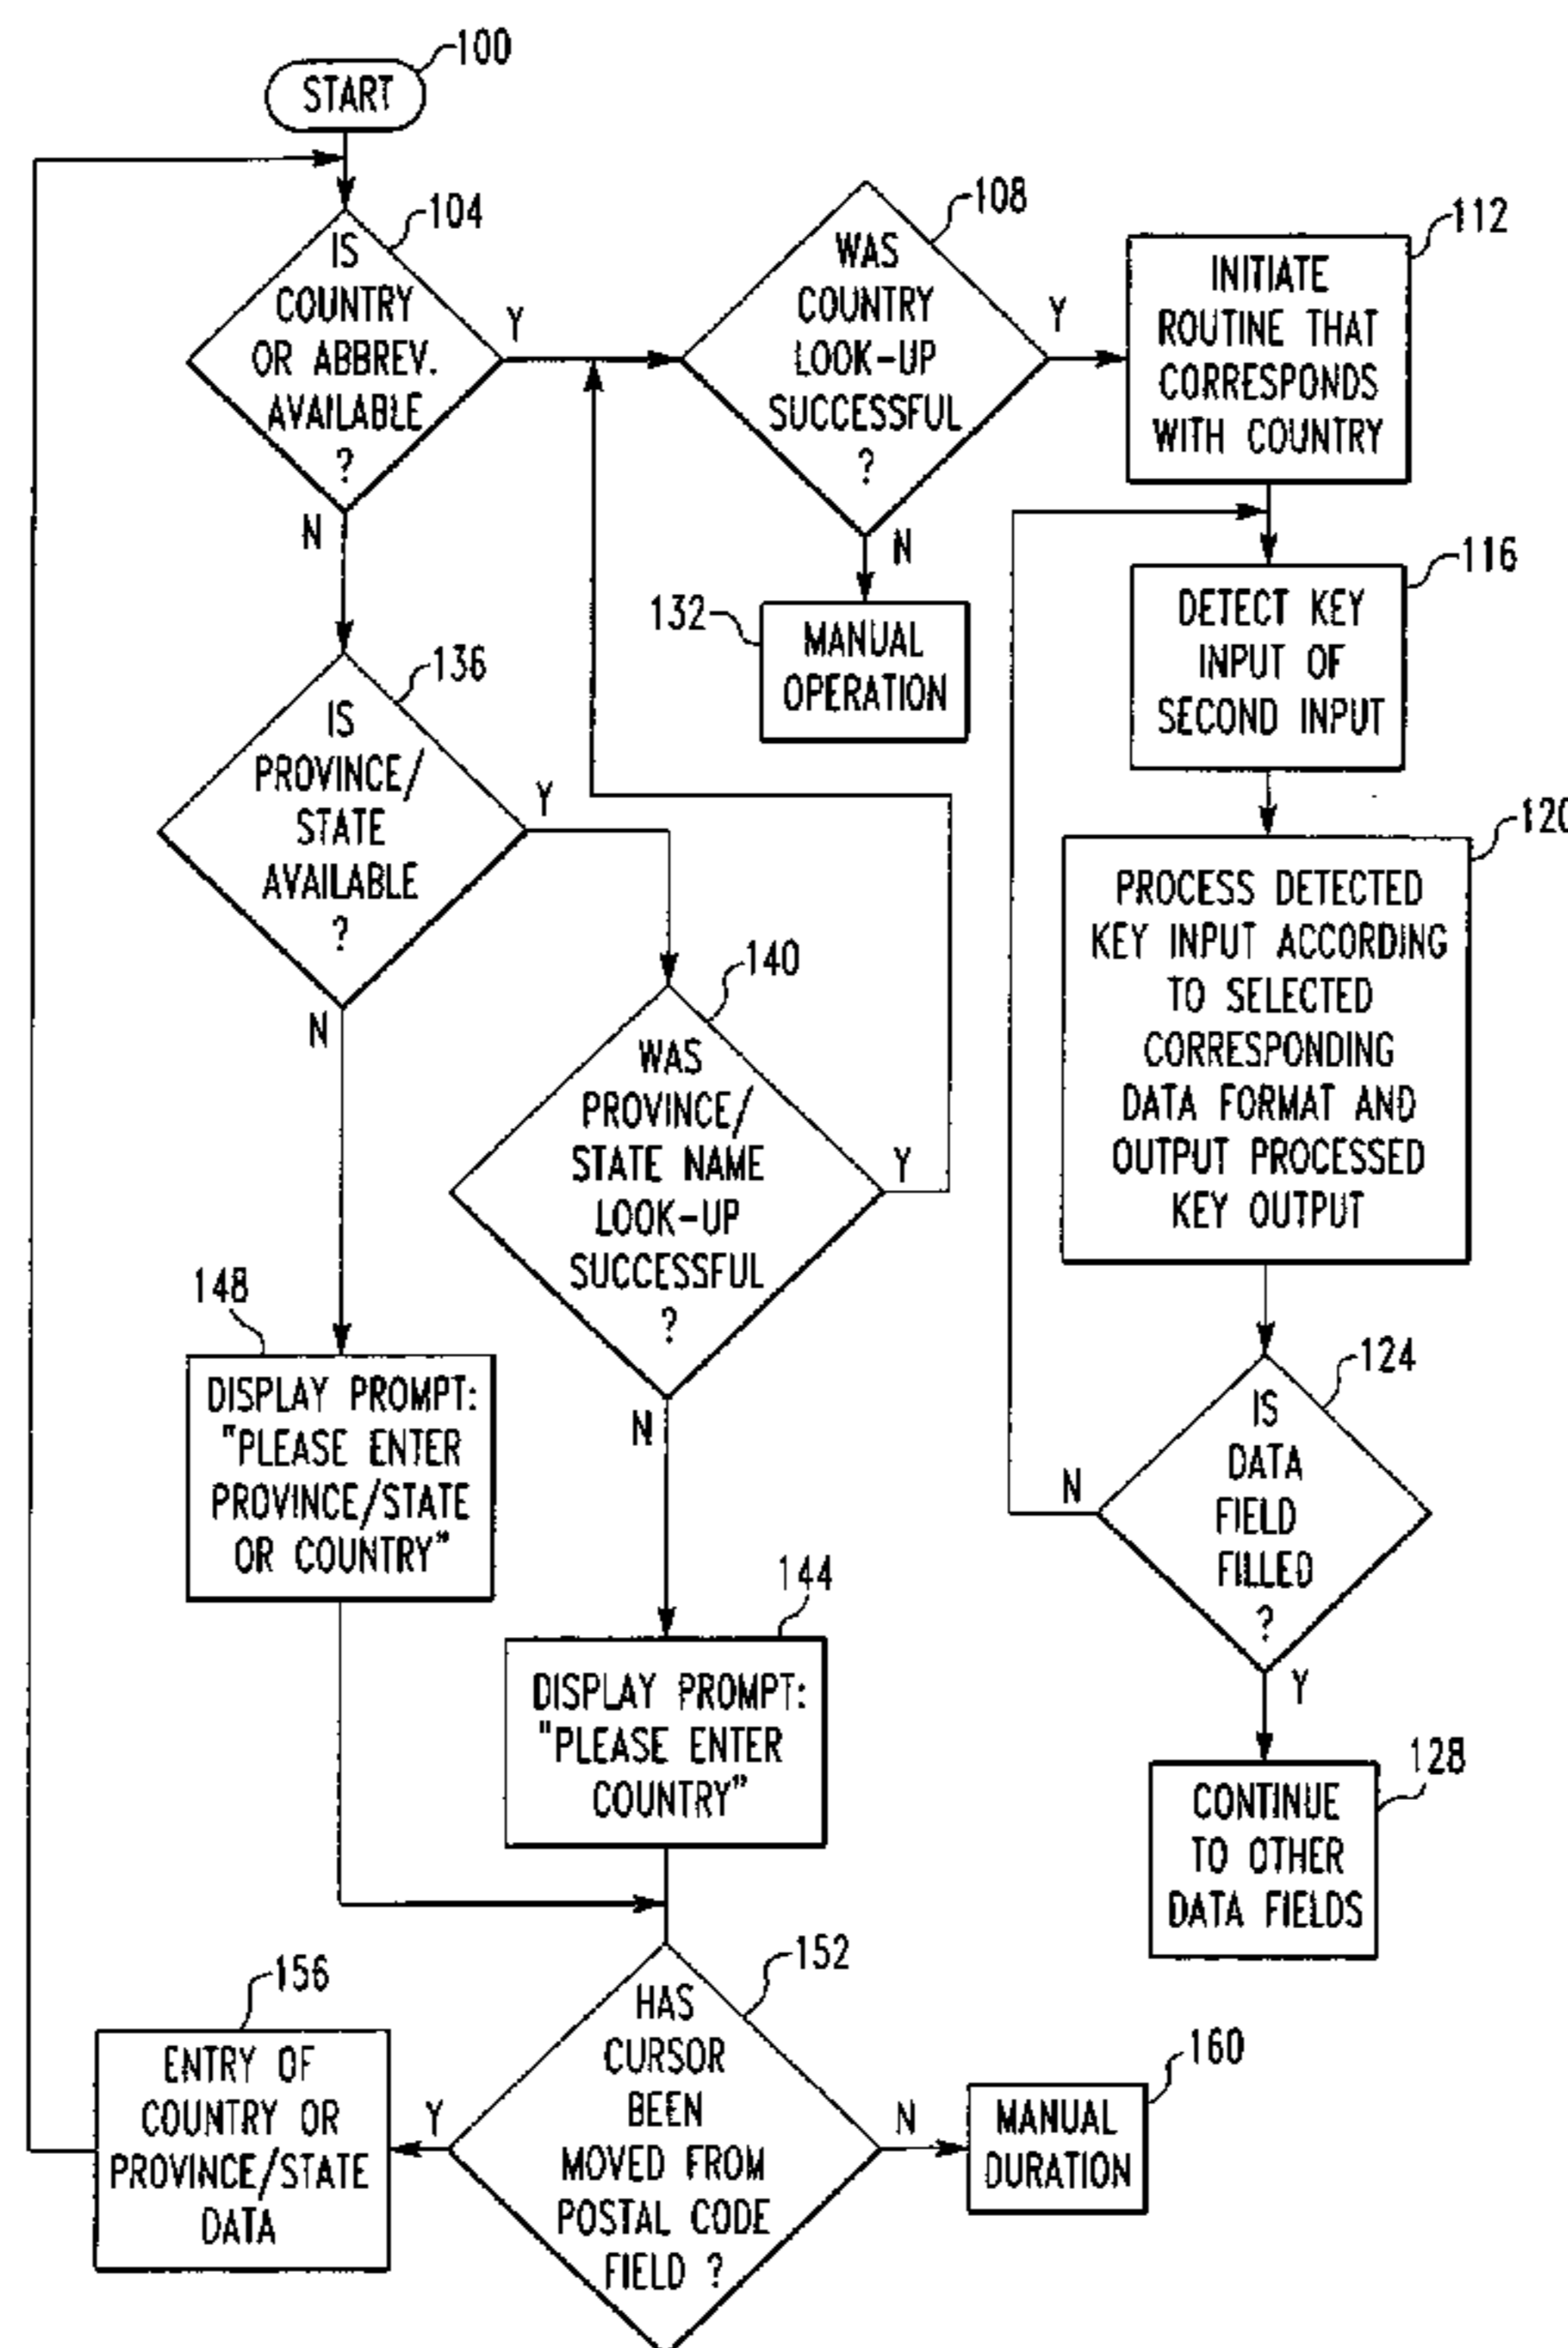 100
START
104
IS
COUNTRY
OR ABBREV.
AVAILABLE
?
Y
N
108
WAS
COUNTRY
LOOK-UP
SUCCESSFUL
?
Y
N
112
INITIATE
ROUTINE THAT
CORRESPONDS
WITH COUNTRY
132
MANUAL
OPERATION
116
DETECT KEY
INPUT OF
SECOND INPUT
136
IS
PROVINCE/
STATE
AVAILABLE
?
Y
N
120
PROCESS DETECTED
KEY INPUT ACCORDING
TO SELECTED
CORRESPONDING
DATA FORMAT AND
OUTPUT PROCESSED
KEY OUTPUT
140
WAS
PROVINCE/
STATE NAME
LOOK-UP
SUCCESSFUL
?
Y
N
148
DISPLAY PROMPT:
"PLEASE ENTER
PROVINCE/STATE
OR COUNTRY"
124
IS
DATA
FIELD
FILLED
?
N
Y
144
DISPLAY PROMPT:
"PLEASE ENTER
COUNTRY"
128
CONTINUE
TO OTHER
DATA FIELDS
152
HAS
CURSOR
BEEN
MOVED FROM
POSTAL CODE
FIELD ?
Y
N
156
ENTRY OF
COUNTRY OR
PROVINCE/STATE
DATA
160
MANUAL
DURATION